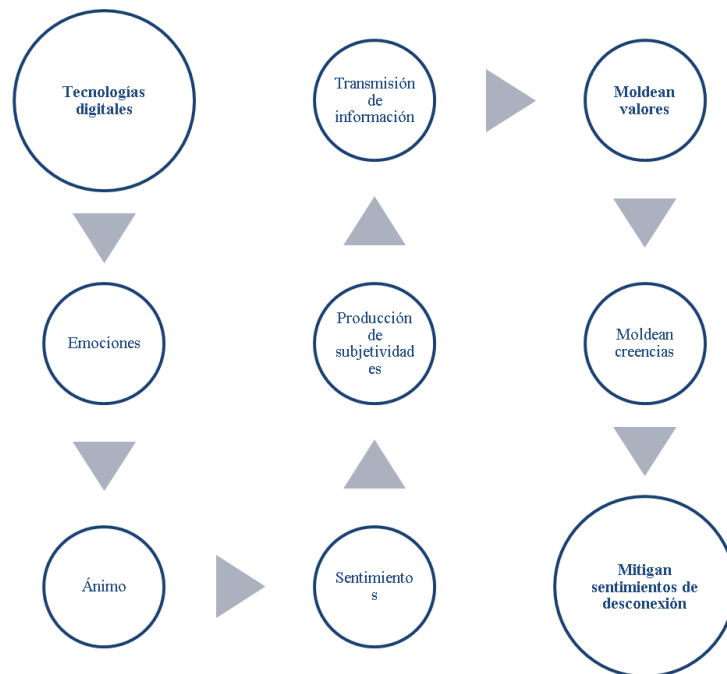 Tecnologías
digitales
Emociones
Ánimo
Sentimiento
s
Producción
de
subjetividad
es
Transmisión
de
información
Moldean
valores
Moldean
creencias
Mitigan
sentimientos de
desconexión